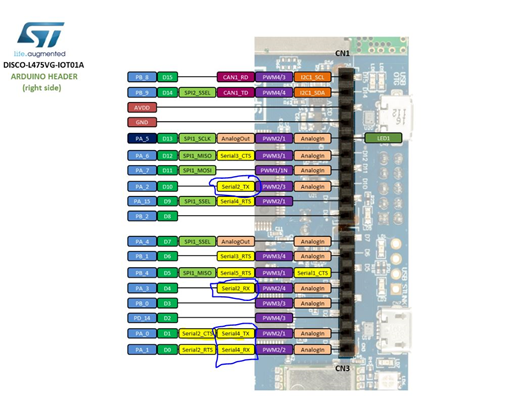 ST
life.augmented
DISCO-L475VG-IOT01A
ARDUINO HEADER
(right side)
CN1
PB_8 D15 CAN1_RD PWM4/3 I2C1_SCL
PB_9 D14 SPI2_SSEL CAN1_TD PWM4/4 I2C1_SDA
AVDD
GND
PA_5 D13 SPI1_SCLK AnalogOut PWM2/1 AnalogIn LED1
PA_6 D12 SPI1_MISO Serial3_CTS PWM3/1 AnalogIn
PA_7 D11 SPI1_MOSI PWM1/1N AnalogIn
PA_2 D10 Serial2_TX PWM2/3 AnalogIn
PA_15 D9 SPI1_SSEL Serial4_RTS PWM2/1
PB_2 D8
PA_4 D7 SPI1_SSEL AnalogOut AnalogIn
PB_1 D6 Serial3_RTS PWM3/4 AnalogIn
PB_4 D5 SPI1_MISO Serial5_RTS PWM3/1 Serial1_CTS
PA_3 D4 Serial2_RX PWM2/4 AnalogIn
PB_0 D3 PWM3/3 AnalogIn
PD_14 D2 PWM4/3
PA_0 D1 Serial2_CTS Serial4_TX PWM2/1 AnalogIn
PA_1 D0 Serial2_RTS Serial4_RX PWM2/2 AnalogIn
CN3